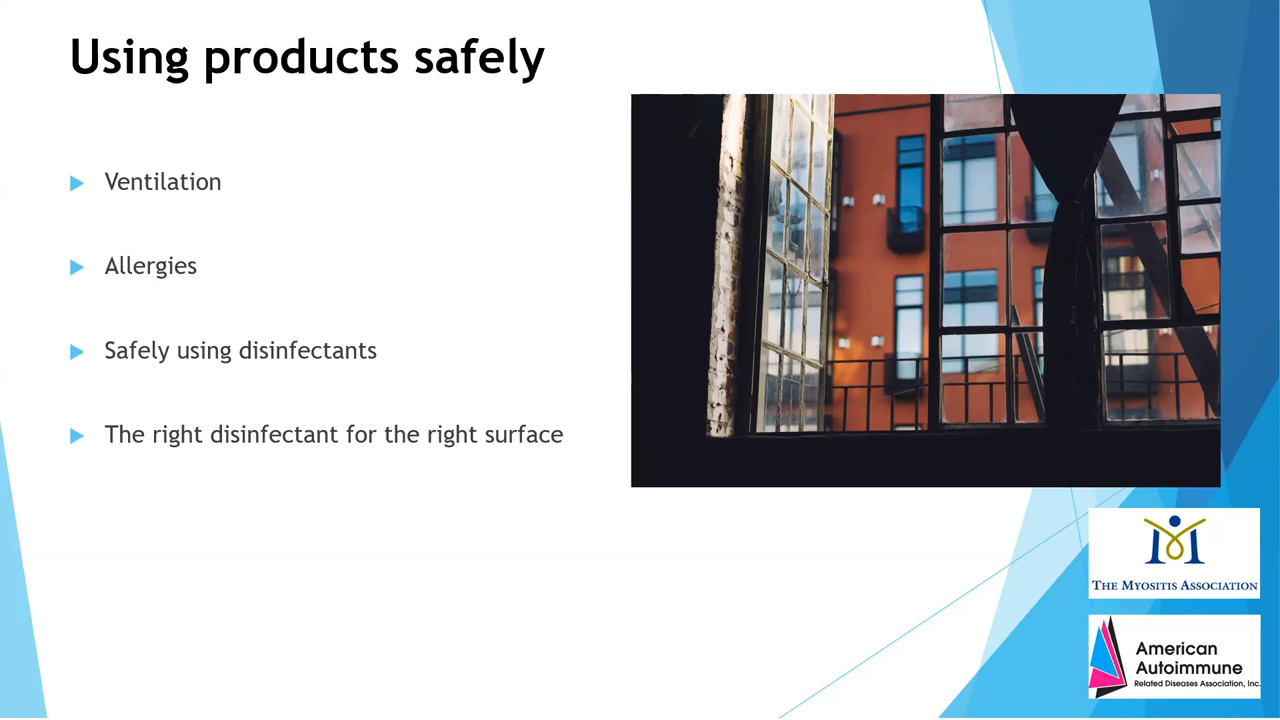 Using products safely
Ventilation
Allergies
Safely using disinfectants
The right disinfectant for the right surface
THE MYOSITIS ASSOCIATION
American
Autoimmune
Related Diseases Association, Inc.